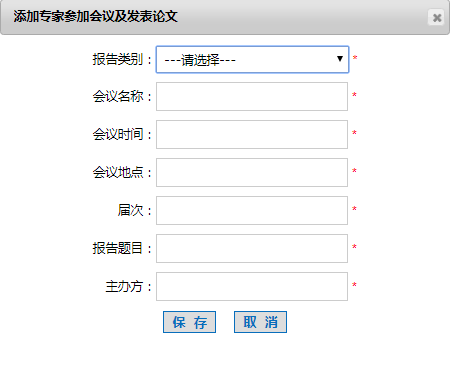 添加专家参加会议及发表论文
报告类别： ---请选择--- *
会议名称： *
会议时间： *
会议地点： *
届次： *
报告题目： *
主办方： *
保 存 取 消